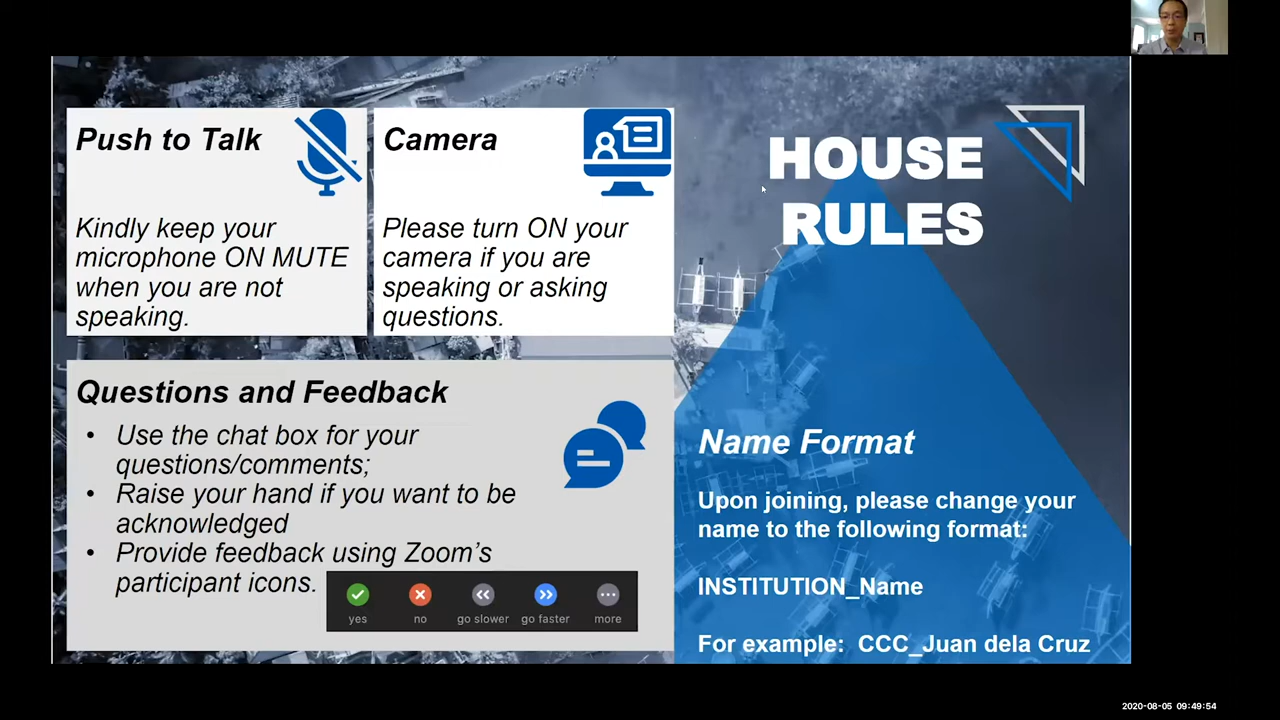 Push to Talk
Kindly keep your
microphone ON MUTE
when you are not
speaking.
Camera
Please turn ON your
camera if you are
speaking or asking
questions.
HOUSE
RULES
Questions and Feedback
• Use the chat box for your
questions/comments;
• Raise your hand if you want to be
acknowledged
• Provide feedback using Zoom’s
participant icons.
yes no go slower go faster more
Name Format
Upon joining, please change your
name to the following format:
INSTITUTION_Name
For example: CCC_Juan dela Cruz
2020-08-05 09:49:54